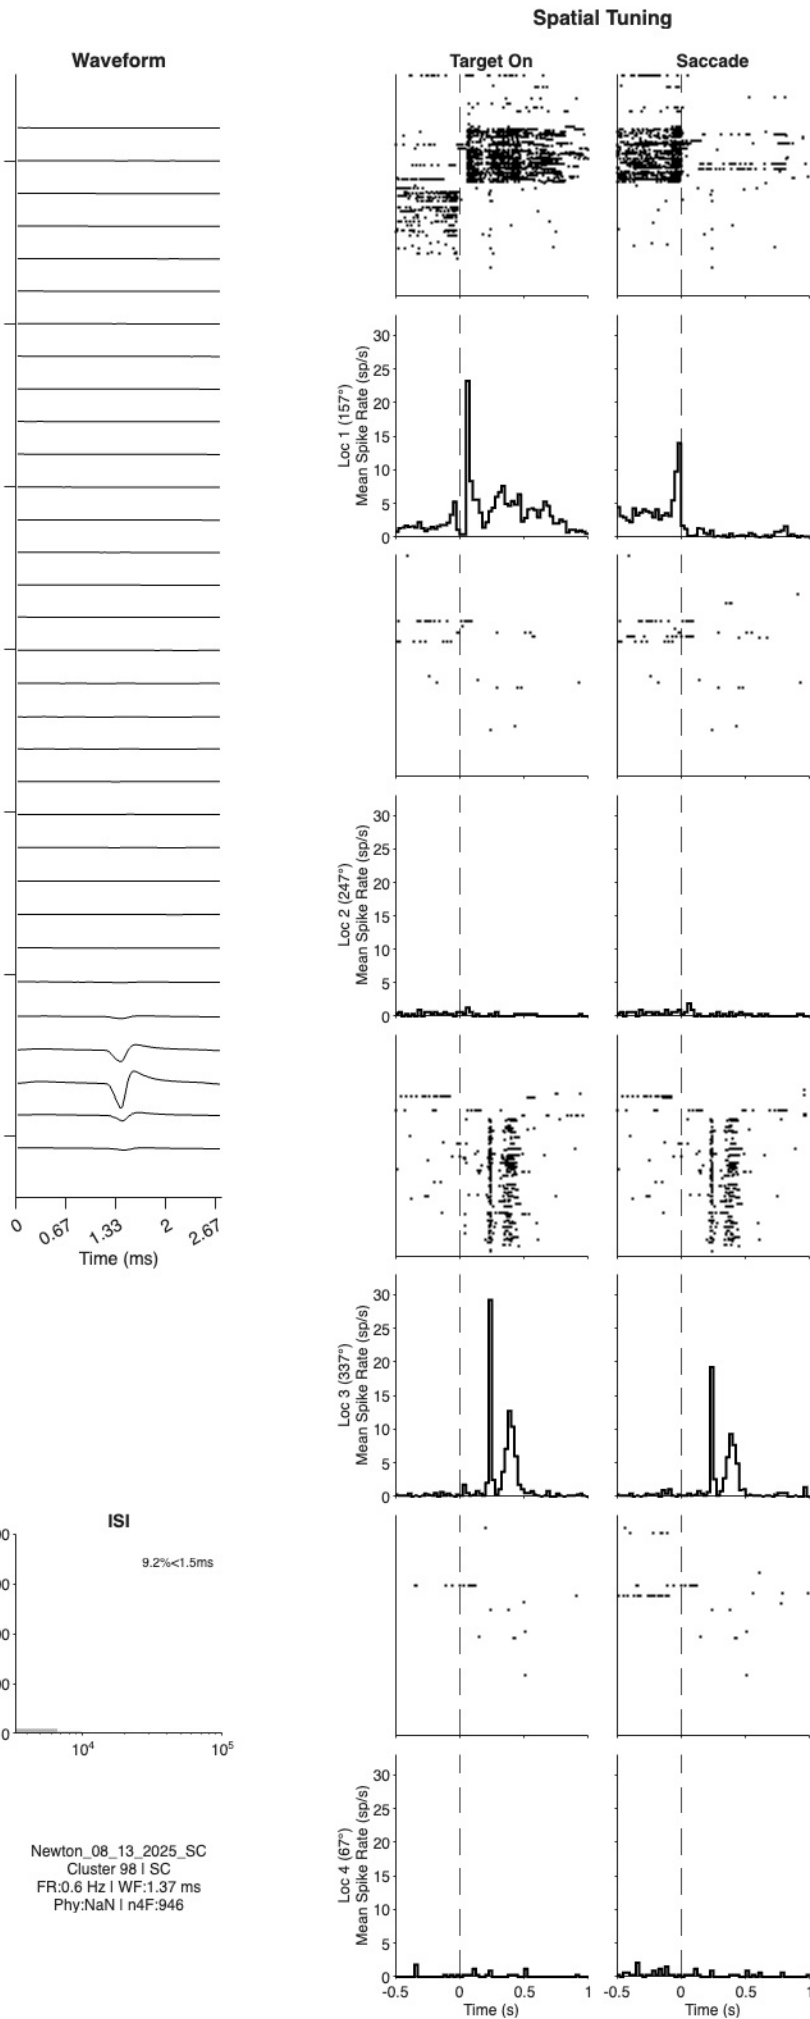 Spatial Tuning
Waveform
Target On
Saccade
30
25
20
15
10
5
0
Loc 1 (157°)
Mean Spike Rate (sp/s)
30
25
20
15
10
5
0
Loc 2 (247°)
Mean Spike Rate (sp/s)
0
0.67
1.33
2
2.67
Time (ms)
30
25
20
15
10
5
0
Loc 3 (337°)
Mean Spike Rate (sp/s)
ISI
9.2%<1.5ms
0
10⁴
10⁵
Newton_08_13_2025_SC
Cluster 98 | SC
FR:0.6 Hz | WF:1.37 ms
Phy:NaN | n4F:946
30
25
20
15
10
5
0
Loc 4 (67°)
Mean Spike Rate (sp/s)
-0.5 0 0.5 1
Time (s)
-0.5 0 0.5 1
Time (s)